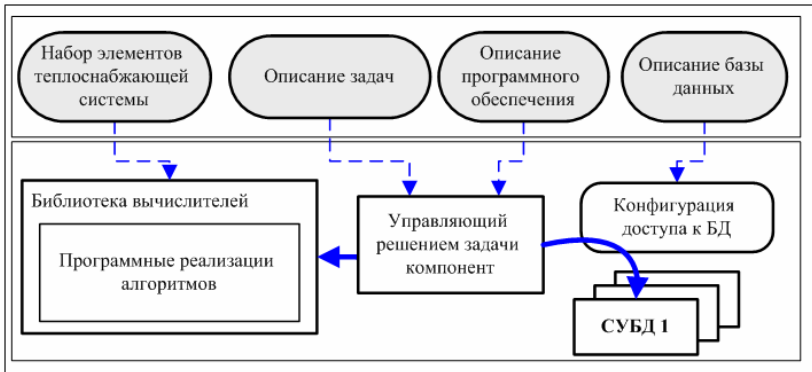 Набор элементов
теплоснабжающей
системы
Описание задач
Описание
программного
обеспечения
Описание базы
данных
Библиотека вычислителей
Программные реализации
алгоритмов
Управляющий
решением задачи
компонент
Конфигурация
доступа к БД
СУБД 1